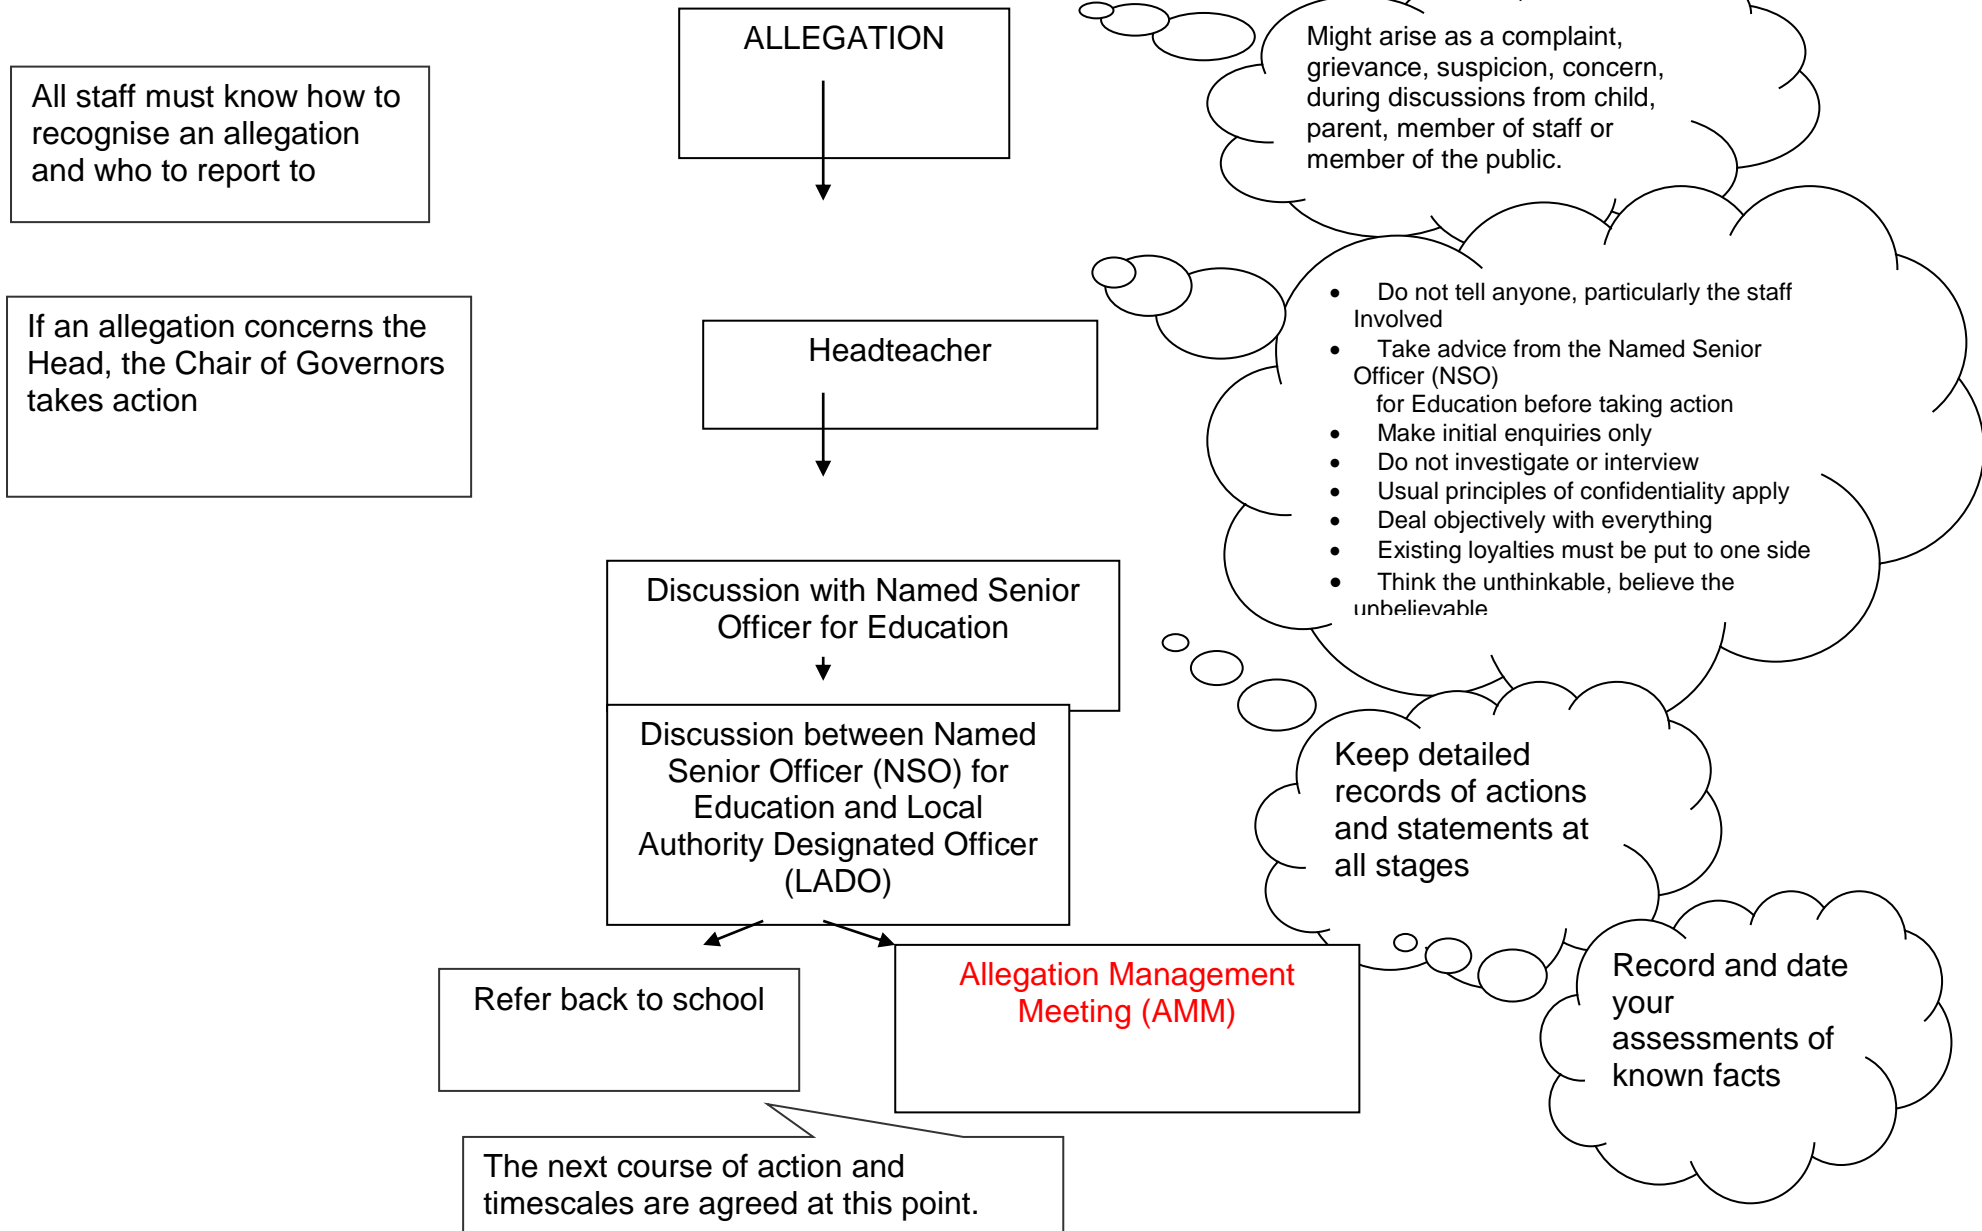 ALLEGATION
Might arise as a complaint,
grievance, suspicion, concern,
during discussions from child,
parent, member of staff or
member of the public.
All staff must know how to
recognise an allegation
and who to report to
If an allegation concerns the
Head, the Chair of Governors
takes action
Headteacher
• Do not tell anyone, particularly the staff
Involved
• Take advice from the Named Senior
Officer (NSO)
for Education before taking action
• Make initial enquiries only
• Do not investigate or interview
• Usual principles of confidentiality apply
• Deal objectively with everything
• Existing loyalties must be put to one side
• Think the unthinkable, believe the
unbelievable
Discussion with Named Senior
Officer for Education
Discussion between Named
Senior Officer (NSO) for
Education and Local
Authority Designated Officer
(LADO)
Keep detailed
records of actions
and statements at
all stages
Refer back to school
Allegation Management
Meeting (AMM)
Record and date
your
assessments of
known facts
The next course of action and
timescales are agreed at this point.